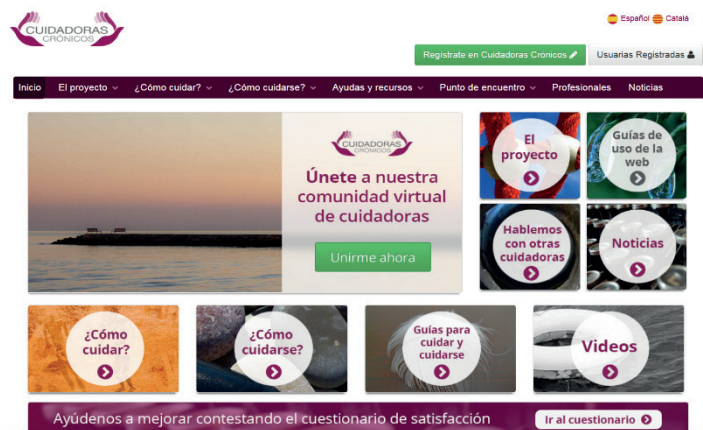 CUIDADORAS
CRÓNICOS
Español Català
Regístrate en Cuidadoras Crónicos
Usuarias Registradas
Inicio El proyecto ¿Cómo cuidar? ¿Cómo cuidarse? Ayudas y recursos Punto de encuentro Profesionales Noticias
CUIDADORAS
CRÓNICOS
Únete a nuestra
comunidad virtual
de cuidadoras
Unirme ahora
El
proyecto
Guías de
uso de la
web
Hablemos
con otras
cuidadoras
Noticias
¿Cómo
cuidar?
¿Cómo
cuidarse?
Guías para
cuidar y
cuidarse
Videos
Ayúdenos a mejorar contestando el cuestionario de satisfacción
Ir al cuestionario